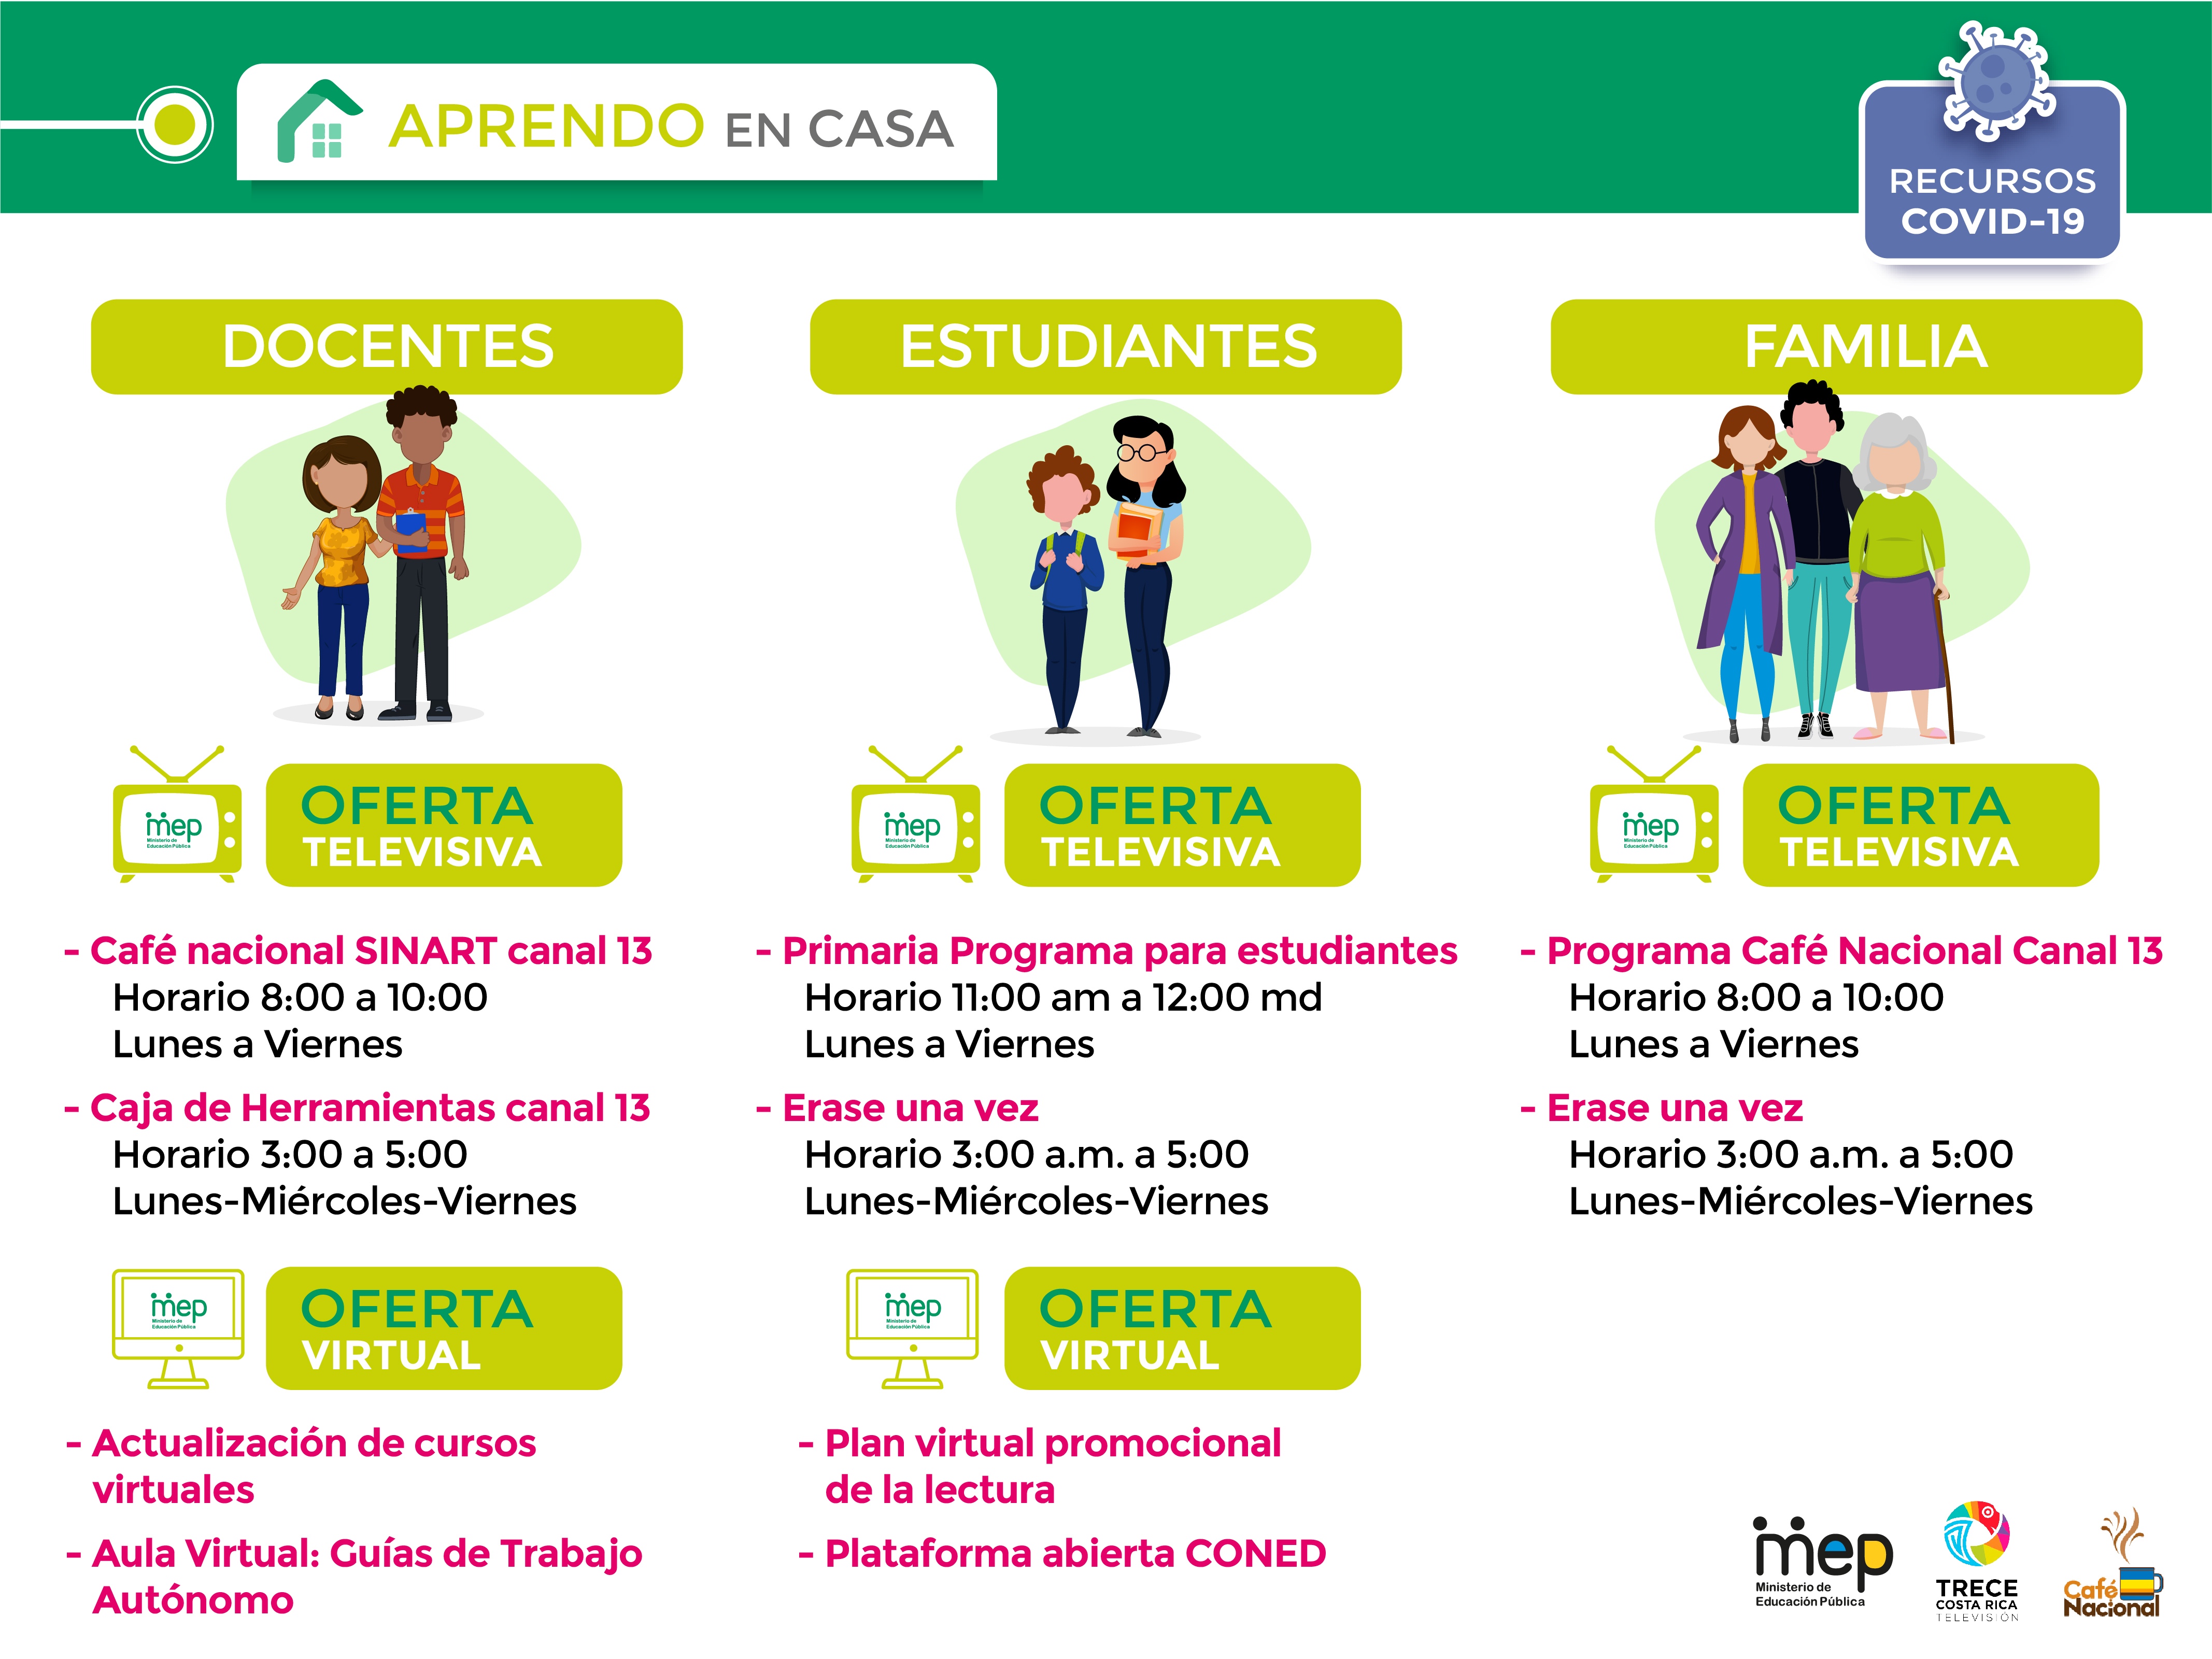 APRENDO EN CASA
RECURSOS
COVID-19
DOCENTES
mep
Ministerio de
Educación Pública
OFERTA
TELEVISIVA
- Café nacional SINART canal 13
Horario 8:00 a 10:00
Lunes a Viernes
- Caja de Herramientas canal 13
Horario 3:00 a 5:00
Lunes-Miércoles-Viernes
mep
Ministerio de
Educación Pública
OFERTA
VIRTUAL
- Actualización de cursos
virtuales
- Aula Virtual: Guías de Trabajo
Autónomo
ESTUDIANTES
mep
Ministerio de
Educación Pública
OFERTA
TELEVISIVA
- Primaria Programa para estudiantes
Horario 11:00 am a 12:00 md
Lunes a Viernes
- Erase una vez
Horario 3:00 a.m. a 5:00
Lunes-Miércoles-Viernes
mep
Ministerio de
Educación Pública
OFERTA
VIRTUAL
- Plan virtual promocional
de la lectura
- Plataforma abierta CONED
FAMILIA
mep
Ministerio de
Educación Pública
OFERTA
TELEVISIVA
- Programa Café Nacional Canal 13
Horario 8:00 a 10:00
Lunes a Viernes
- Erase una vez
Horario 3:00 a.m. a 5:00
Lunes-Miércoles-Viernes
mep
Ministerio de
Educación Pública
TRECE
COSTA RICA
TELEVISIÓN
Café
Nacional